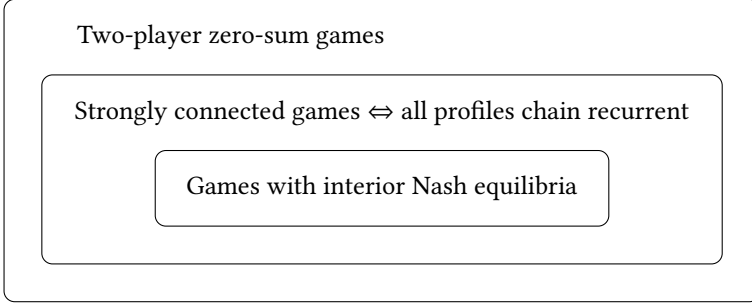 Two-player zero-sum games
Strongly connected games ⇔ all profiles chain recurrent
Games with interior Nash equilibria